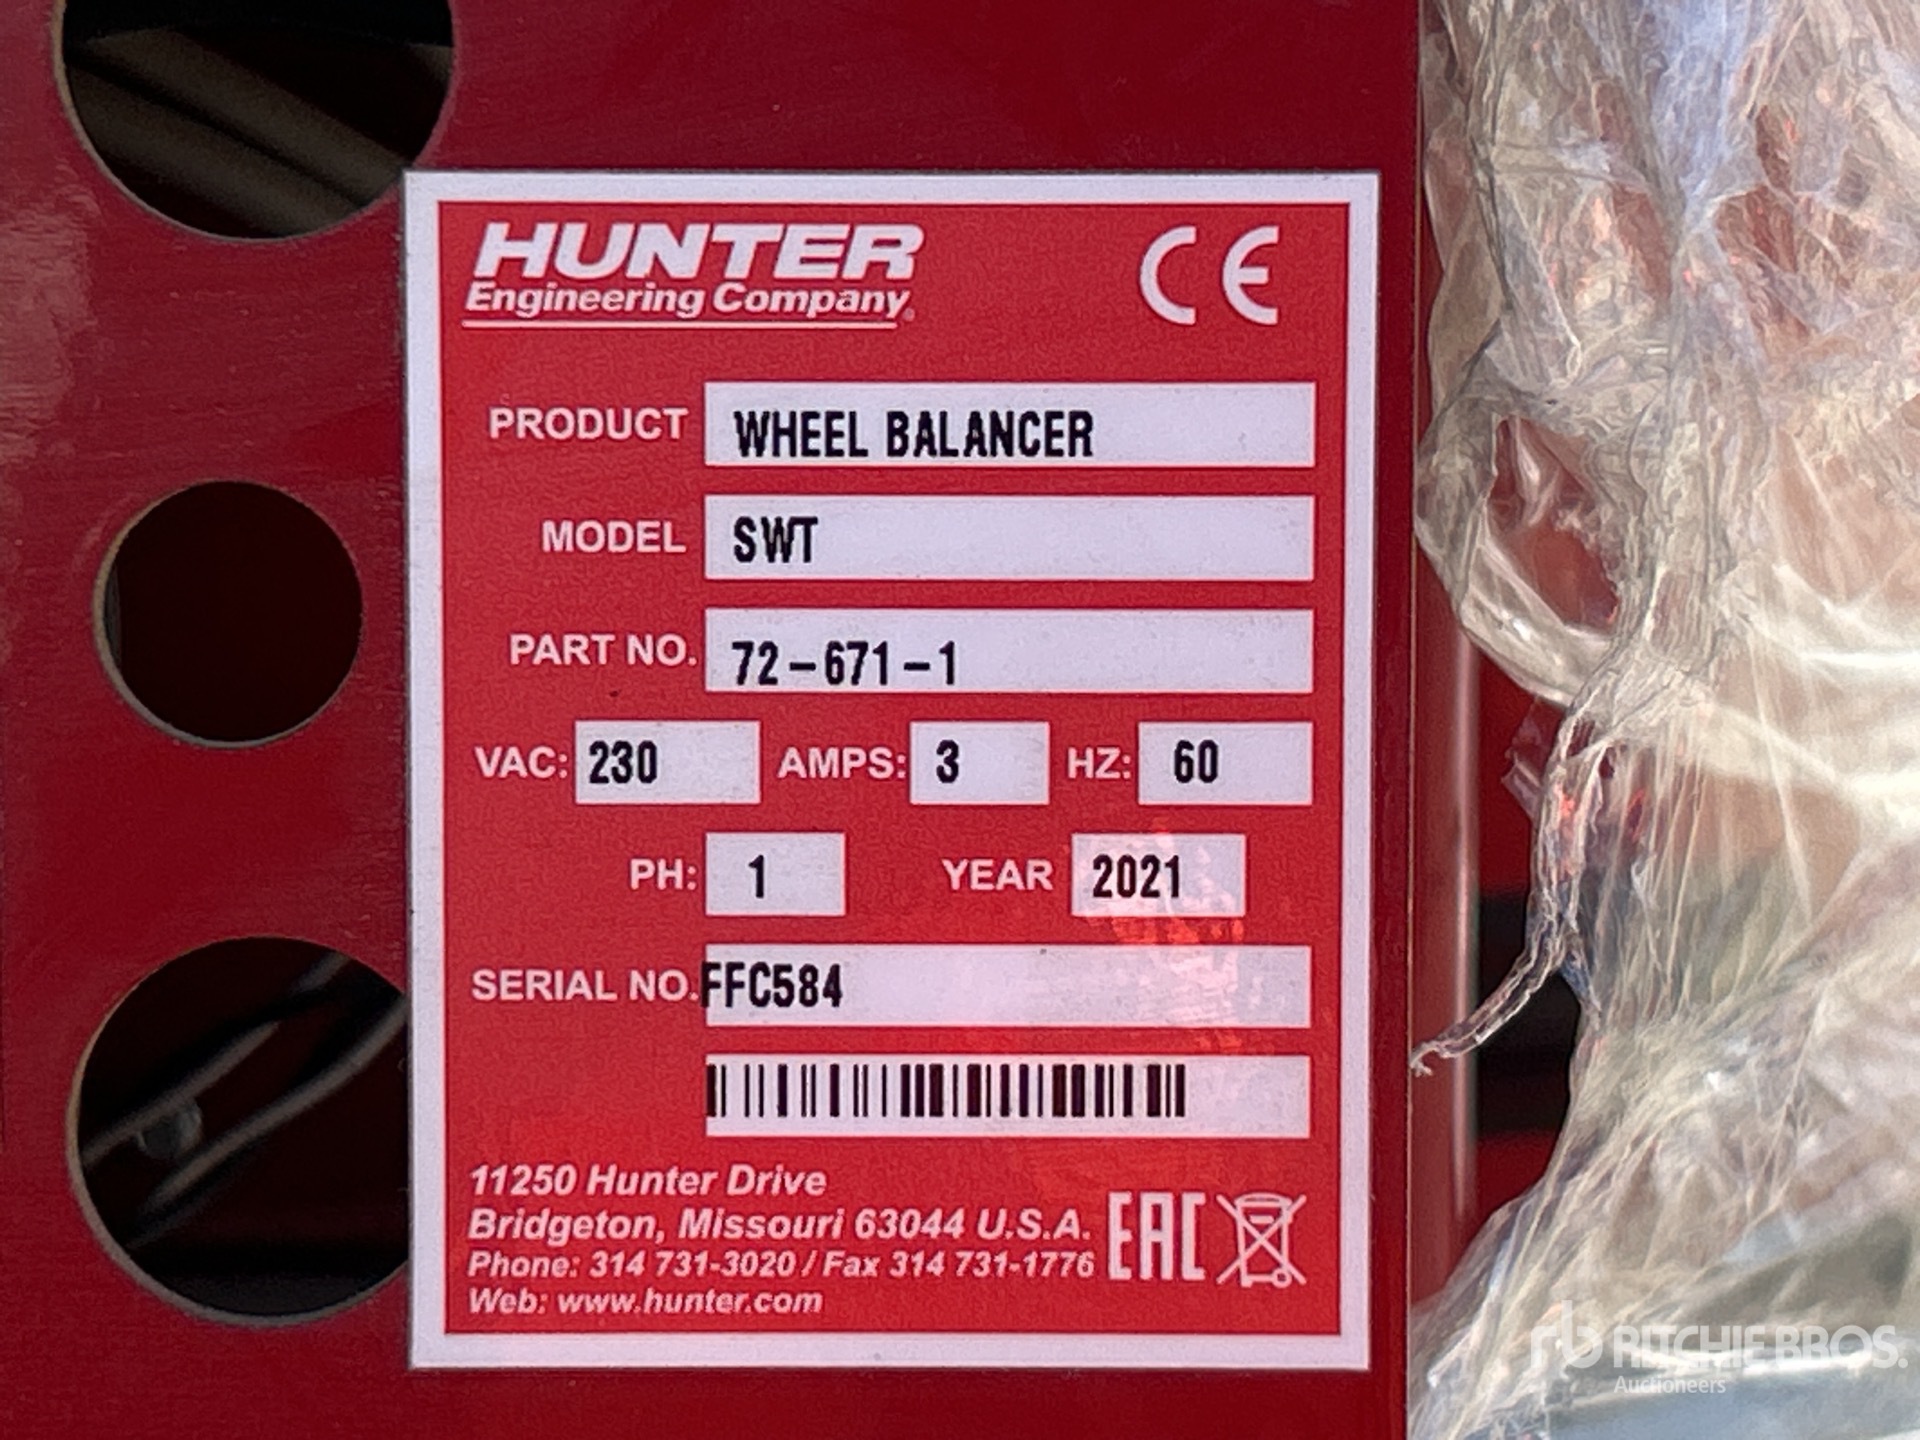 HUNTER
Engineering Company®
CE
PRODUCT WHEEL BALANCER
MODEL SWT
PART NO. 72-671-1
VAC: 230 AMPS: 3 HZ: 60
PH: 1 YEAR 2021
SERIAL NO. FFC584
11250 Hunter Drive
Bridgeton, Missouri 63044 U.S.A.
Phone: 314 731-3020 / Fax 314 731-1776
Web: www.hunter.com
EAC
rb RITCHIE BROS.
Auctioneers